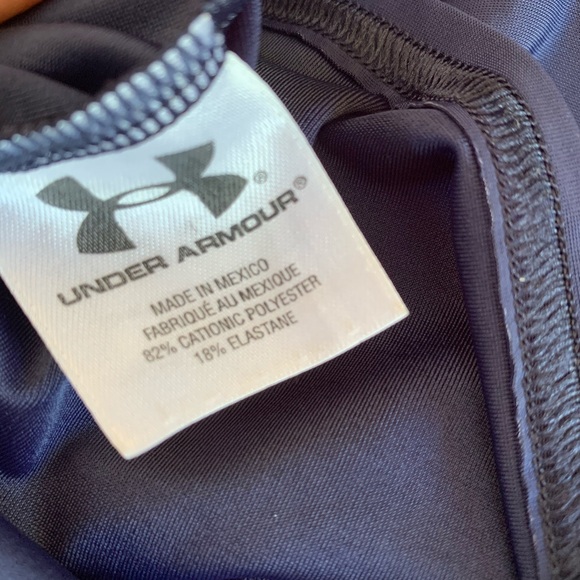 UNDER ARMOUR®
MADE IN MEXICO
FABRIQUÉ AU MEXIQUE
82% CATIONIC POLYESTER
18% ELASTANE